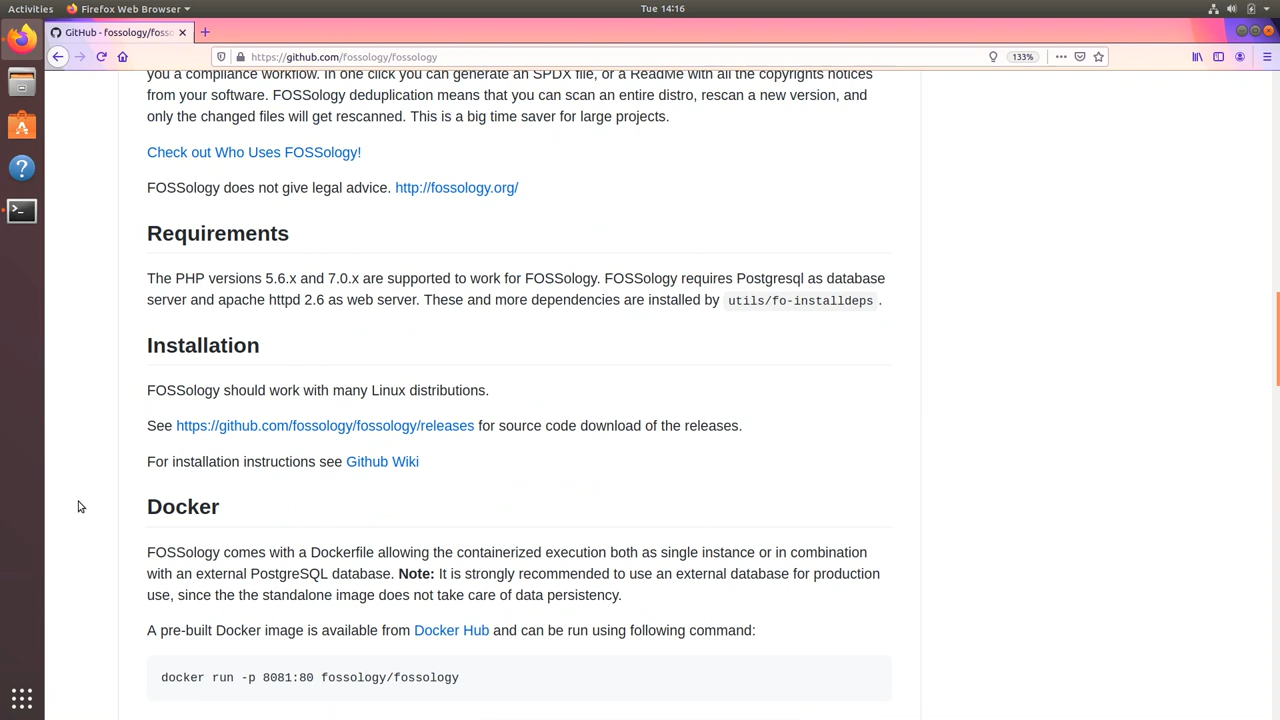 Activities
Firefox Web Browser
Tue 14:16
GitHub - fossology/fosso
https://github.com/fossology/fossology
133%
you a compliance workflow. In one click you can generate an SPDX file, or a ReadMe with all the copyrights notices
from your software. FOSSology deduplication means that you can scan an entire distro, rescan a new version, and
only the changed files will get rescanned. This is a big time saver for large projects.
Check out Who Uses FOSSology!
FOSSology does not give legal advice. http://fossology.org/
Requirements
The PHP versions 5.6.x and 7.0.x are supported to work for FOSSology. FOSSology requires Postgresql as database
server and apache httpd 2.6 as web server. These and more dependencies are installed by utils/fo-installdeps .
Installation
FOSSology should work with many Linux distributions.
See https://github.com/fossology/fossology/releases for source code download of the releases.
For installation instructions see Github Wiki
Docker
FOSSology comes with a Dockerfile allowing the containerized execution both as single instance or in combination
with an external PostgreSQL database. Note: It is strongly recommended to use an external database for production
use, since the the standalone image does not take care of data persistency.
A pre-built Docker image is available from Docker Hub and can be run using following command:
docker run -p 8081:80 fossology/fossology